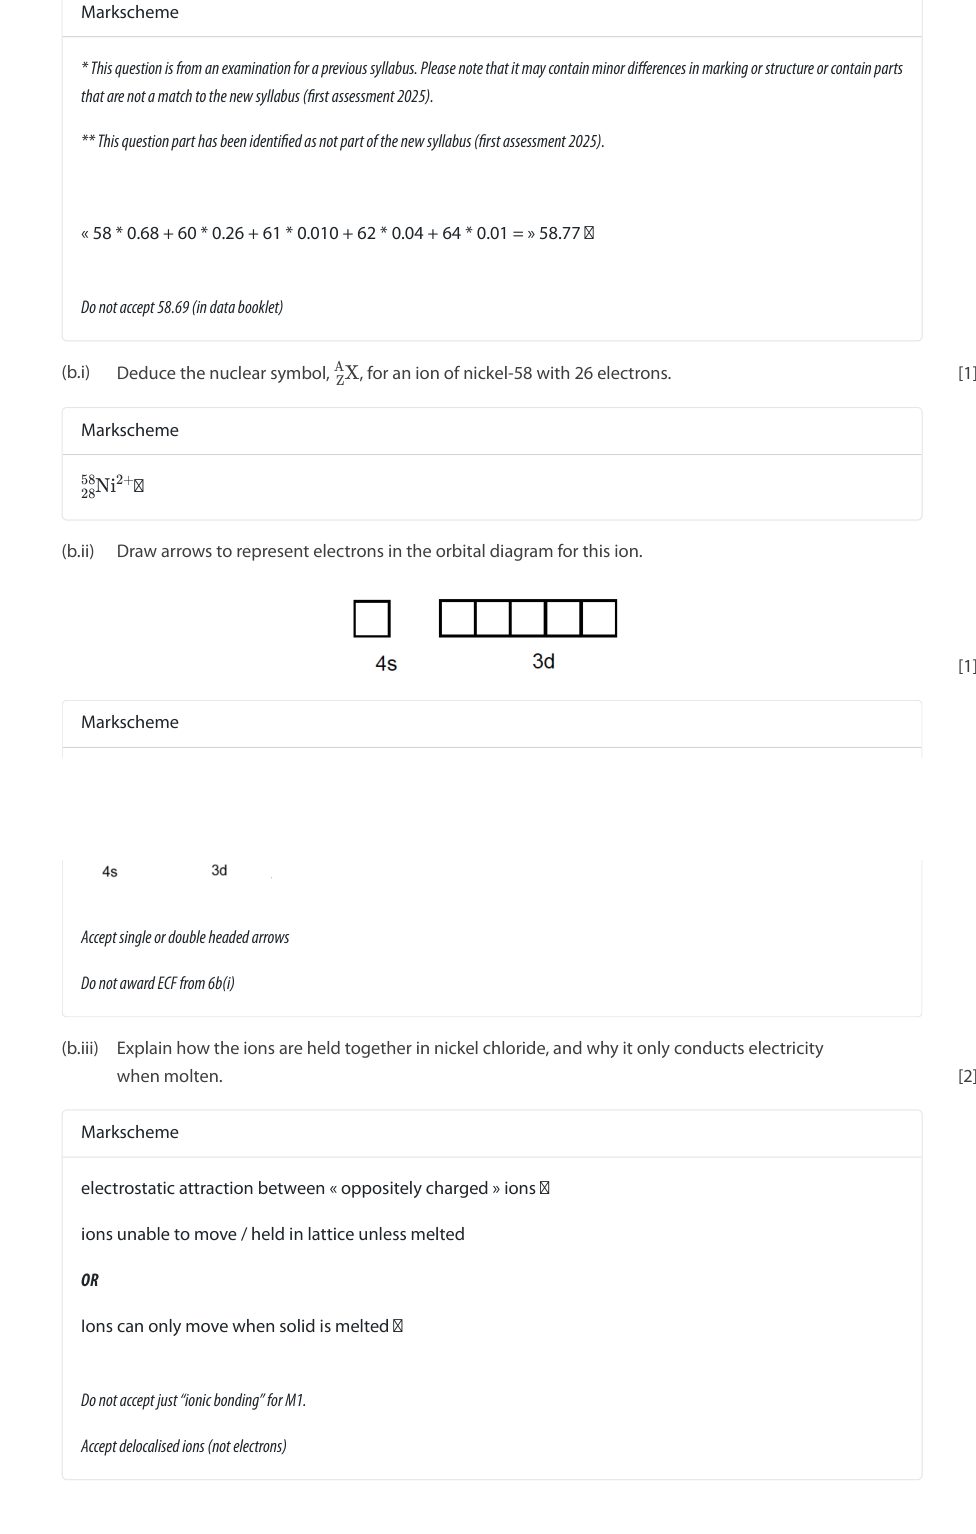 Markscheme
* This question is from an examination for a previous syllabus. Please note that it may contain minor differences in marking or structure or contain parts
that are not a match to the new syllabus (first assessment 2025).
** This question part has been identified as not part of the new syllabus (first assessment 2025).
« 58 * 0.68 + 60 * 0.26 + 61 * 0.010 + 62 * 0.04 + 64 * 0.01 = » 58.77 
Do not accept 58.69 (in data booklet)
(b.i) Deduce the nuclear symbol, ᴬ_Z X, for an ion of nickel-58 with 26 electrons. [1]
Markscheme
⁵⁸₂₈Ni²⁺
(b.ii) Draw arrows to represent electrons in the orbital diagram for this ion.
4s 3d
[1]
Markscheme
4s 3d
Accept single or double headed arrows
Do not award ECF from 6b(i)
(b.iii) Explain how the ions are held together in nickel chloride, and why it only conducts electricity
when molten. [2]
Markscheme
electrostatic attraction between « oppositely charged » ions 
ions unable to move / held in lattice unless melted
OR
Ions can only move when solid is melted 
Do not accept just “ionic bonding” for M1.
Accept delocalised ions (not electrons)